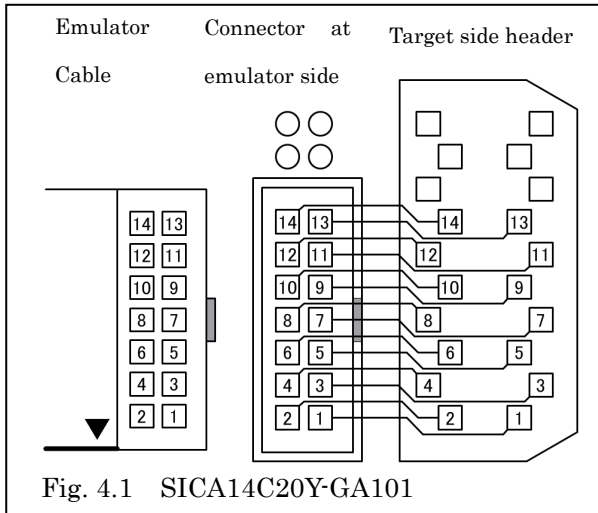 Emulator Connector at Target side header
Cable emulator side
14 13 14 13 14 13
12 11 12 11 12 11
10 9 10 9 10 9
8 7 8 7 8 7
6 5 6 5 6 5
4 3 4 3 4 3
2 1 2 1 2 1
Fig. 4.1 SICA14C20Y-GA101